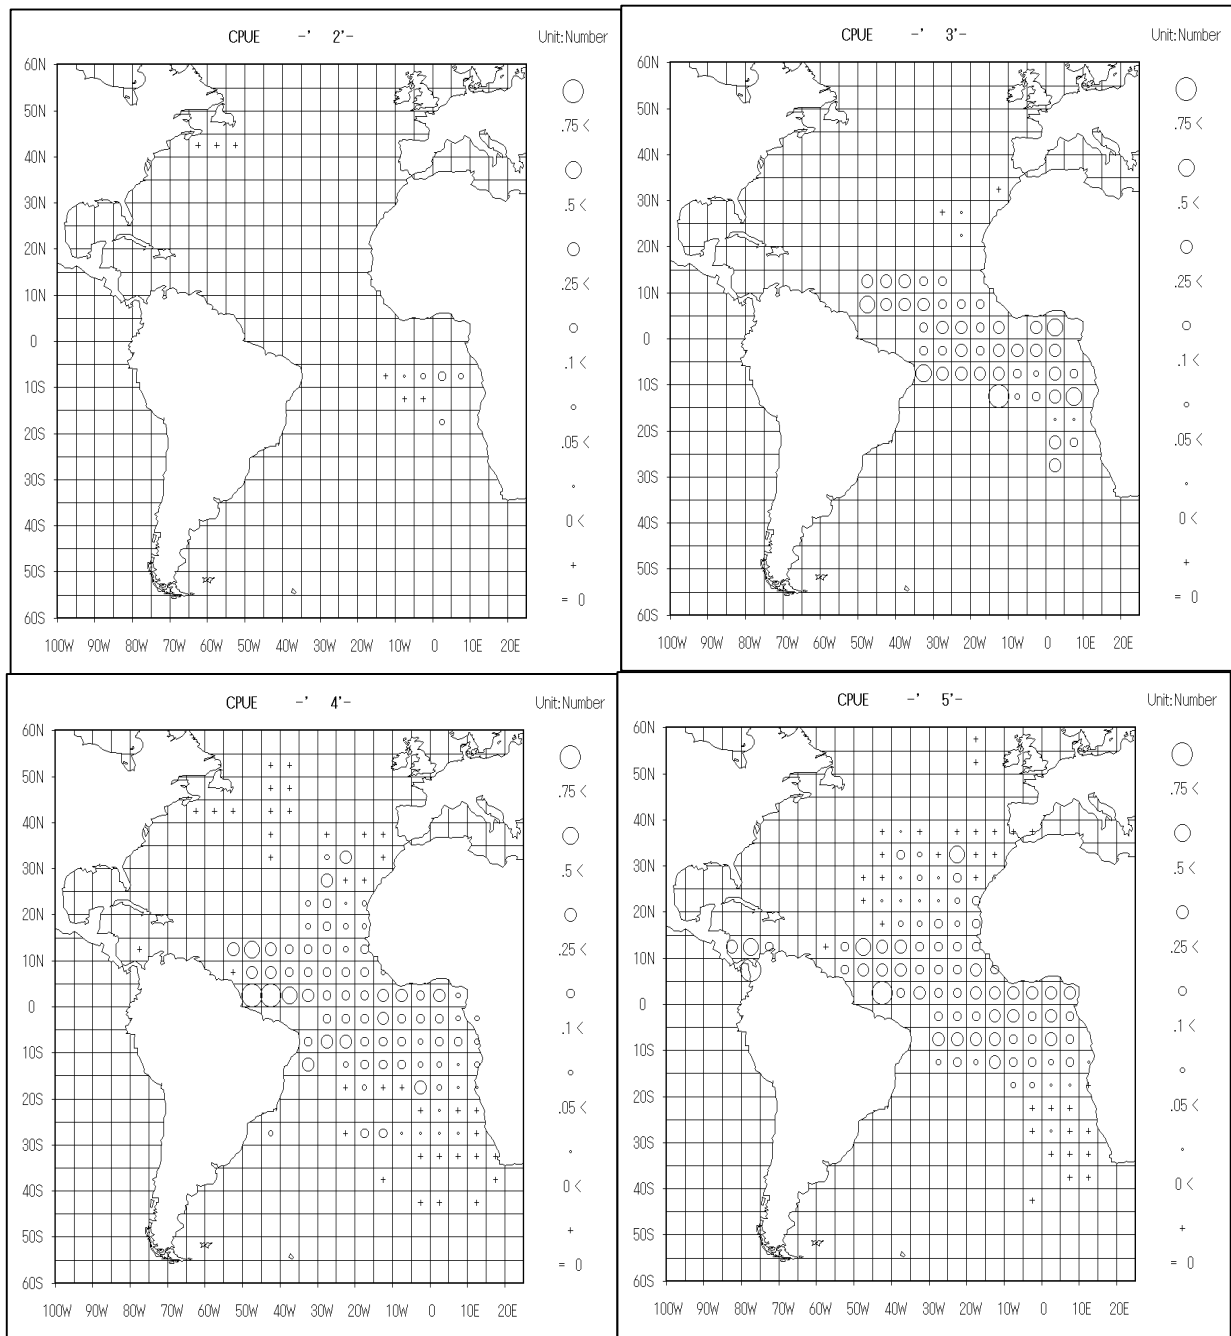 CPUE -' 2'- Unit:Number
60N
50N
40N
30N
20N
10N
0
10S
20S
30S
40S
50S
60S
100W 90W 80W 70W 60W 50W 40W 30W 20W 10W 0 10E 20E
.75 <
.5 <
.25 <
.1 <
.05 <
0 <
= 0
CPUE -' 3'- Unit:Number
60N
50N
40N
30N
20N
10N
0
10S
20S
30S
40S
50S
60S
100W 90W 80W 70W 60W 50W 40W 30W 20W 10W 0 10E 20E
.75 <
.5 <
.25 <
.1 <
.05 <
0 <
= 0
CPUE -' 4'- Unit:Number
60N
50N
40N
30N
20N
10N
0
10S
20S
30S
40S
50S
60S
100W 90W 80W 70W 60W 50W 40W 30W 20W 10W 0 10E 20E
.75 <
.5 <
.25 <
.1 <
.05 <
0 <
= 0
CPUE -' 5'- Unit:Number
60N
50N
40N
30N
20N
10N
0
10S
20S
30S
40S
50S
60S
100W 90W 80W 70W 60W 50W 40W 30W 20W 10W 0 10E 20E
.75 <
.5 <
.25 <
.1 <
.05 <
0 <
= 0